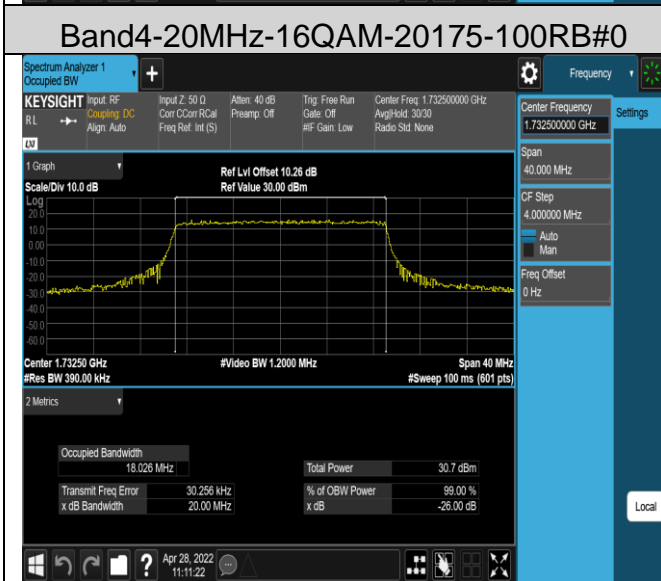 Band4-20MHz-16QAM-20175-100RB#0
Spectrum Analyzer 1
Occupied BW
+
Frequency
KEYSIGHT
RL
LXI
Input: RF
Coupling: DC
Align: Auto
Input Z: 50 Ω
Corr CCorr RCal
Freq Ref: Int (S)
Atten: 40 dB
Preamp: Off
Trig: Free Run
Gate: Off
#IF Gain: Low
Center Freq: 1.732500000 GHz
Avg|Hold: 30/30
Radio Std: None
Center Frequency
1.732500000 GHz
Settings
Span
40.000 MHz
CF Step
4.000000 MHz
Auto
Man
Freq Offset
0 Hz
Local
1 Graph
Scale/Div 10.0 dB
Ref Lvl Offset 10.26 dB
Ref Value 30.00 dBm
Log
20.0
10.0
0.00
-10.0
-20.0
-30.0
-40.0
-50.0
-60.0
Center 1.73250 GHz
#Res BW 390.00 kHz
#Video BW 1.2000 MHz
Span 40 MHz
#Sweep 100 ms (601 pts)
2 Metrics
Occupied Bandwidth
18.026 MHz
Total Power 30.7 dBm
Transmit Freq Error 30.256 kHz
% of OBW Power 99.00 %
x dB Bandwidth 20.00 MHz
x dB -26.00 dB
?
Apr 28, 2022
11:11:22